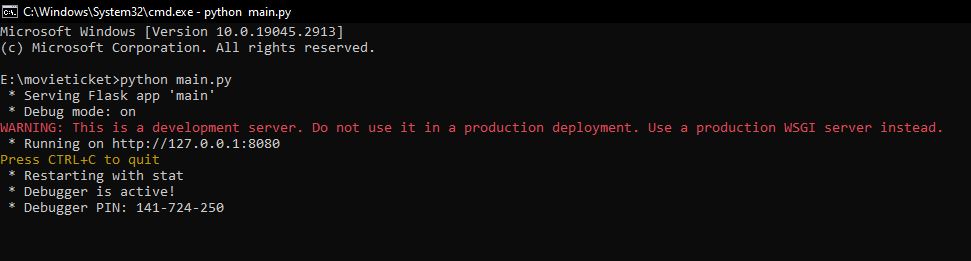 C:\Windows\System32\cmd.exe - python  main.py
Microsoft Windows [Version 10.0.19045.2913]
(c) Microsoft Corporation. All rights reserved.
E:\movieticket>python main.py
 * Serving Flask app 'main'
 * Debug mode: on
WARNING: This is a development server. Do not use it in a production deployment. Use a production WSGI server instead.
 * Running on http://127.0.0.1:8080
Press CTRL+C to quit
 * Restarting with stat
 * Debugger is active!
 * Debugger PIN: 141-724-250